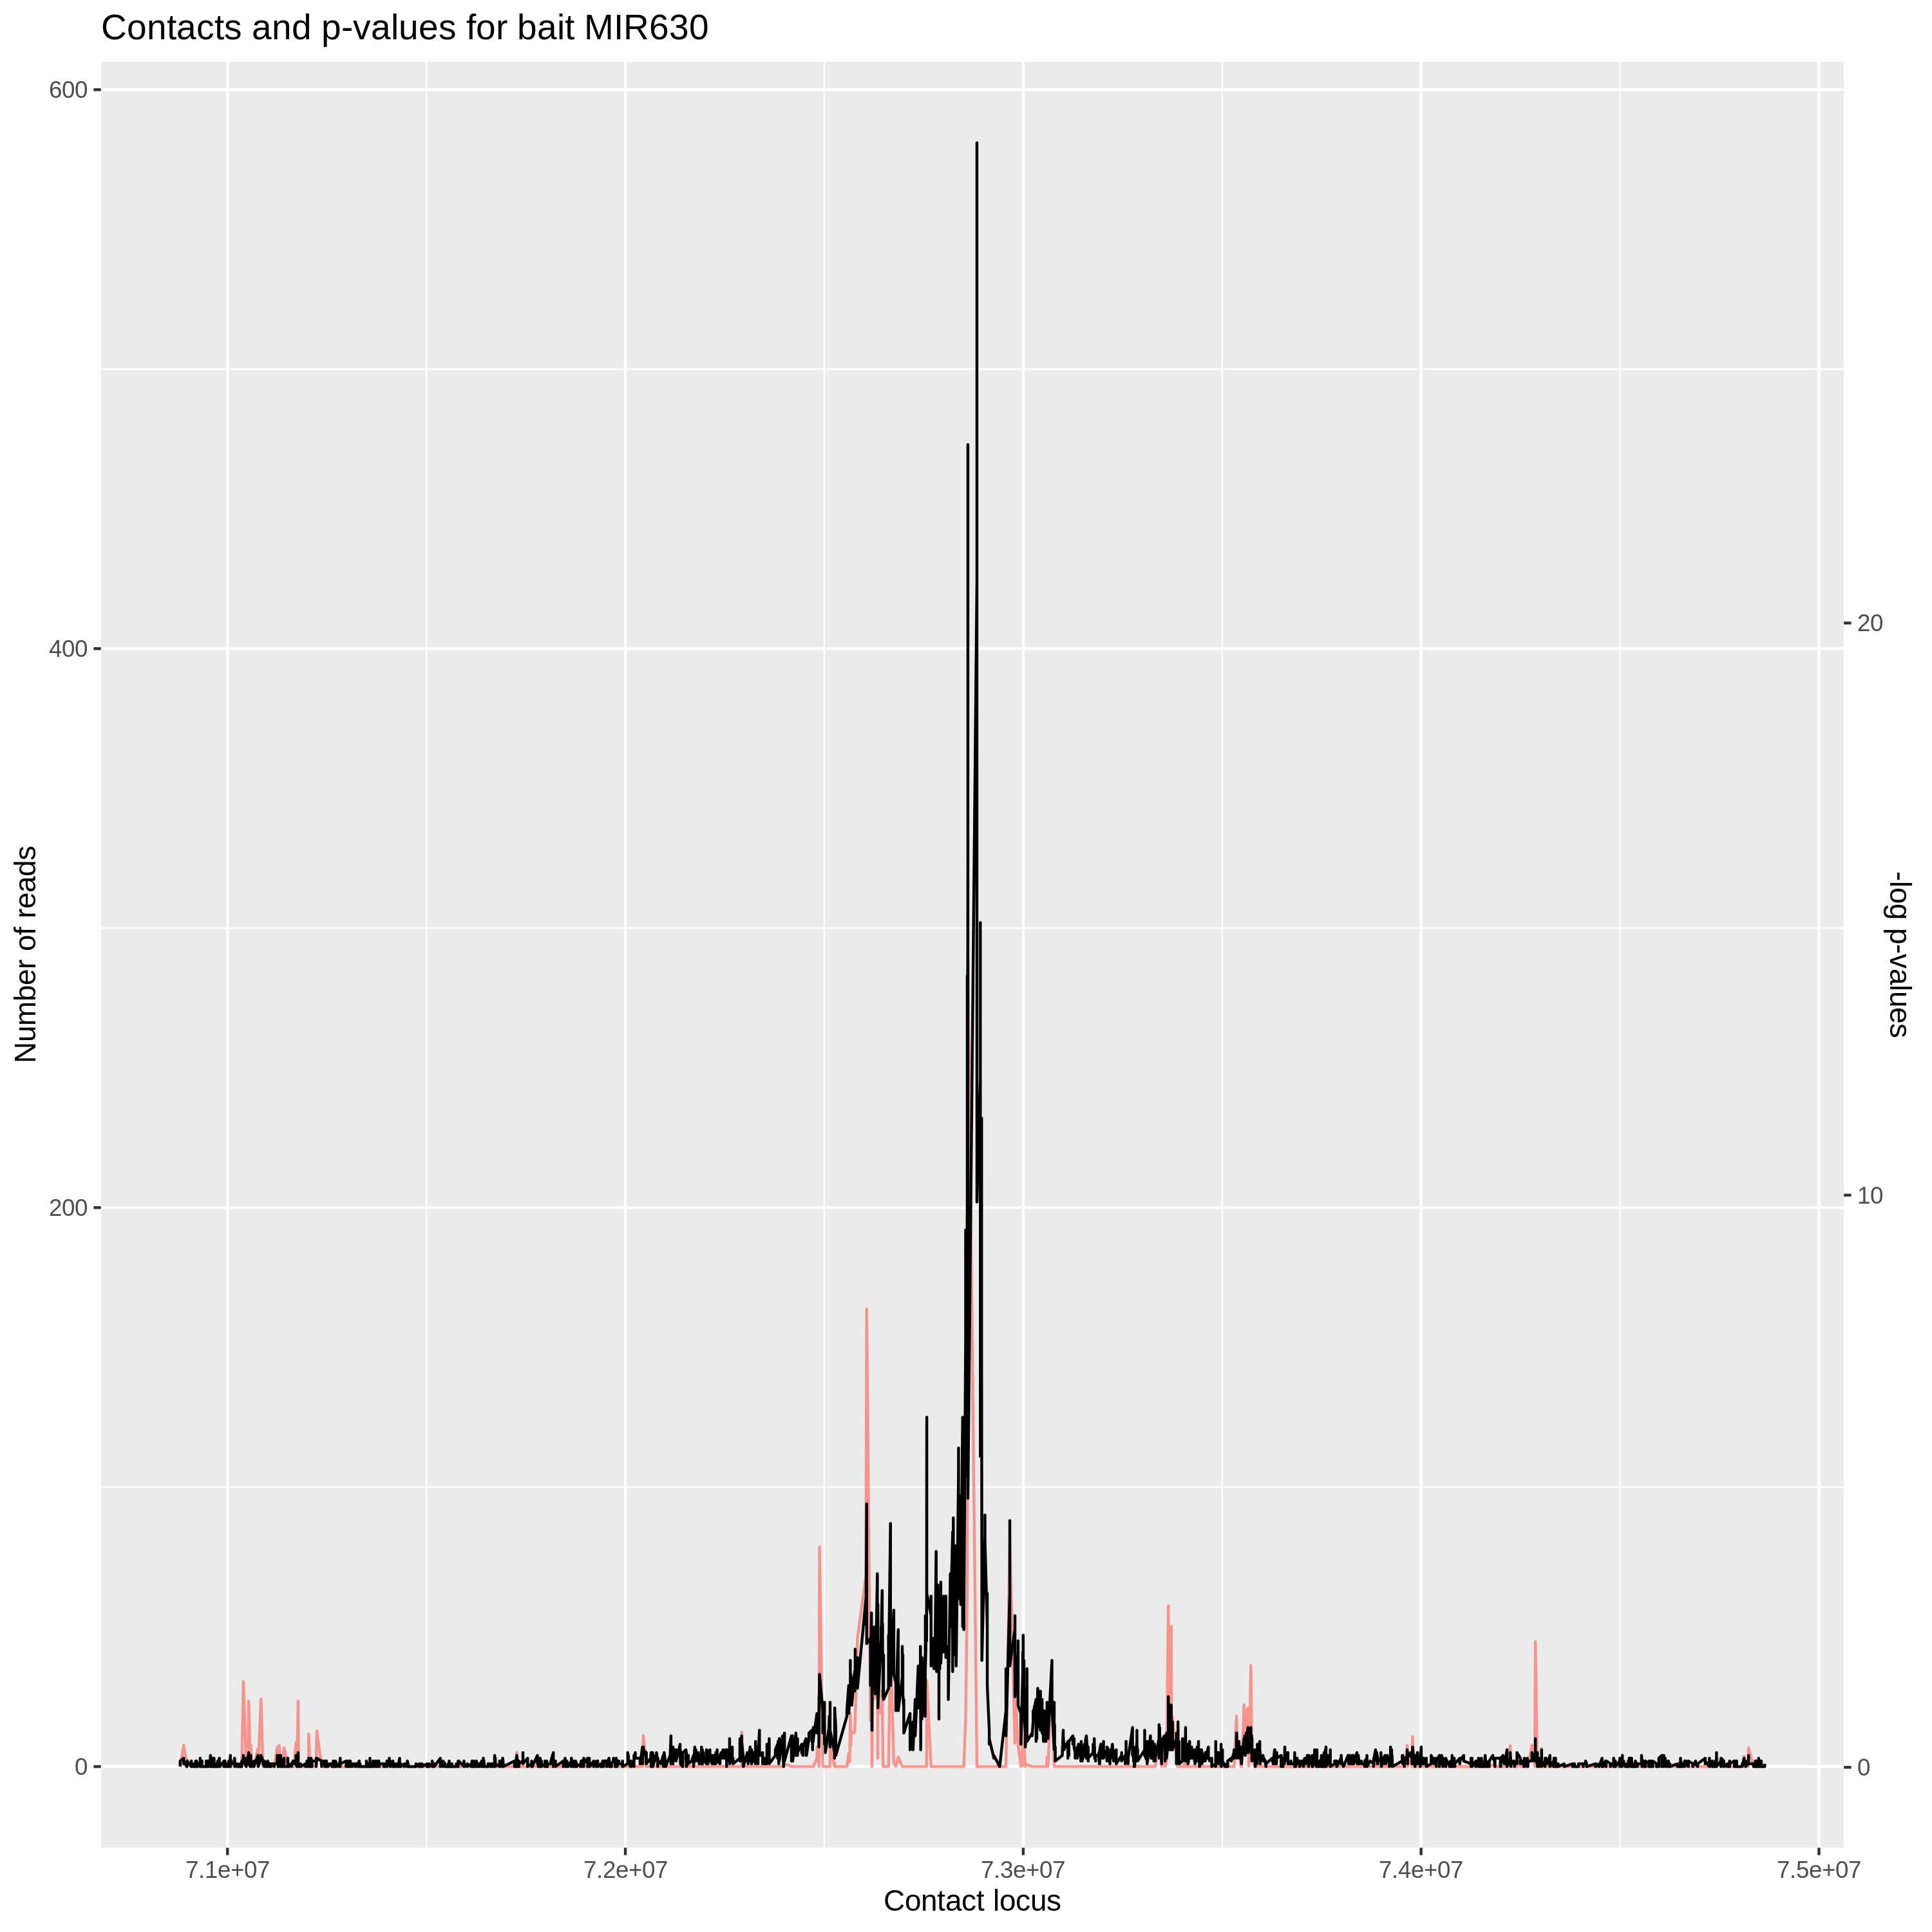 Contacts and p-values for bait MIR630
600
400
200
0
Number of reads
20
10
0
-log p-values
7.1e+07 7.2e+07 7.3e+07 7.4e+07 7.5e+07
Contact locus